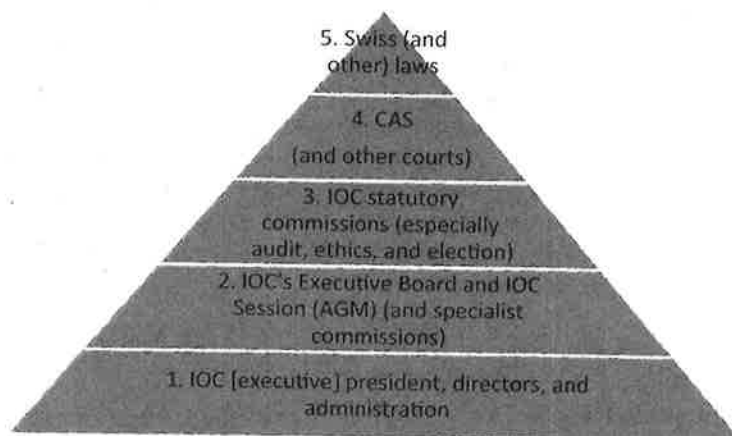 5. Swiss (and
other) laws
4. CAS
(and other courts)
3. IOC statutory
commissions (especially
audit, ethics, and election)
2. IOC's Executive Board and IOC
Session (AGM) (and specialist
commissions)
1. IOC [executive] president, directors, and
administration